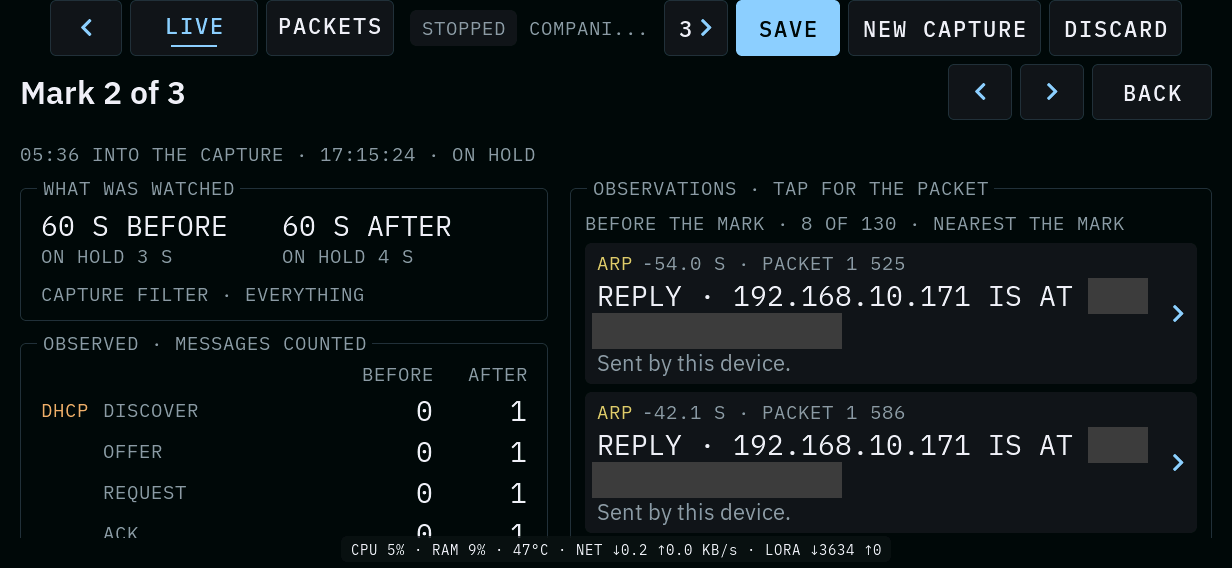 LIVE PACKETS STOPPED COMPANI... 3 SAVE NEW CAPTURE DISCARD
Mark 2 of 3 BACK
05:36 INTO THE CAPTURE · 17:15:24 · ON HOLD
WHAT WAS WATCHED
60 S BEFORE 60 S AFTER
ON HOLD 3 S ON HOLD 4 S
CAPTURE FILTER · EVERYTHING
OBSERVED · MESSAGES COUNTED
BEFORE AFTER
DHCP DISCOVER 0 1
OFFER 0 1
REQUEST 0 1
ACK 0 1
OBSERVATIONS · TAP FOR THE PACKET
BEFORE THE MARK · 8 OF 130 · NEAREST THE MARK
ARP -54.0 S · PACKET 1 525
REPLY · 192.168.10.171 IS AT
Sent by this device.
ARP -42.1 S · PACKET 1 586
REPLY · 192.168.10.171 IS AT
Sent by this device.
CPU 5% · RAM 9% · 47°C · NET ↓0.2 ↑0.0 KB/s · LORA ↓3634 ↑0